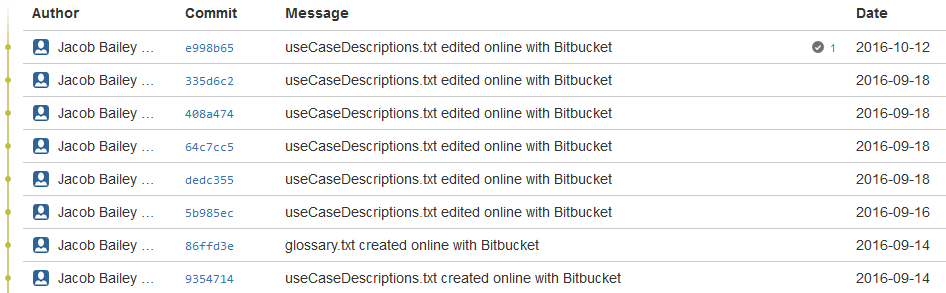 Author Commit Message Date
Jacob Bailey … e998b65 useCaseDescriptions.txt edited online with Bitbucket 1 2016-10-12
Jacob Bailey … 335d6c2 useCaseDescriptions.txt edited online with Bitbucket 2016-09-18
Jacob Bailey … 408a474 useCaseDescriptions.txt edited online with Bitbucket 2016-09-18
Jacob Bailey … 64c7cc5 useCaseDescriptions.txt edited online with Bitbucket 2016-09-18
Jacob Bailey … dedc355 useCaseDescriptions.txt edited online with Bitbucket 2016-09-18
Jacob Bailey … 5b985ec useCaseDescriptions.txt edited online with Bitbucket 2016-09-16
Jacob Bailey … 86ffd3e glossary.txt created online with Bitbucket 2016-09-14
Jacob Bailey … 9354714 useCaseDescriptions.txt created online with Bitbucket 2016-09-14